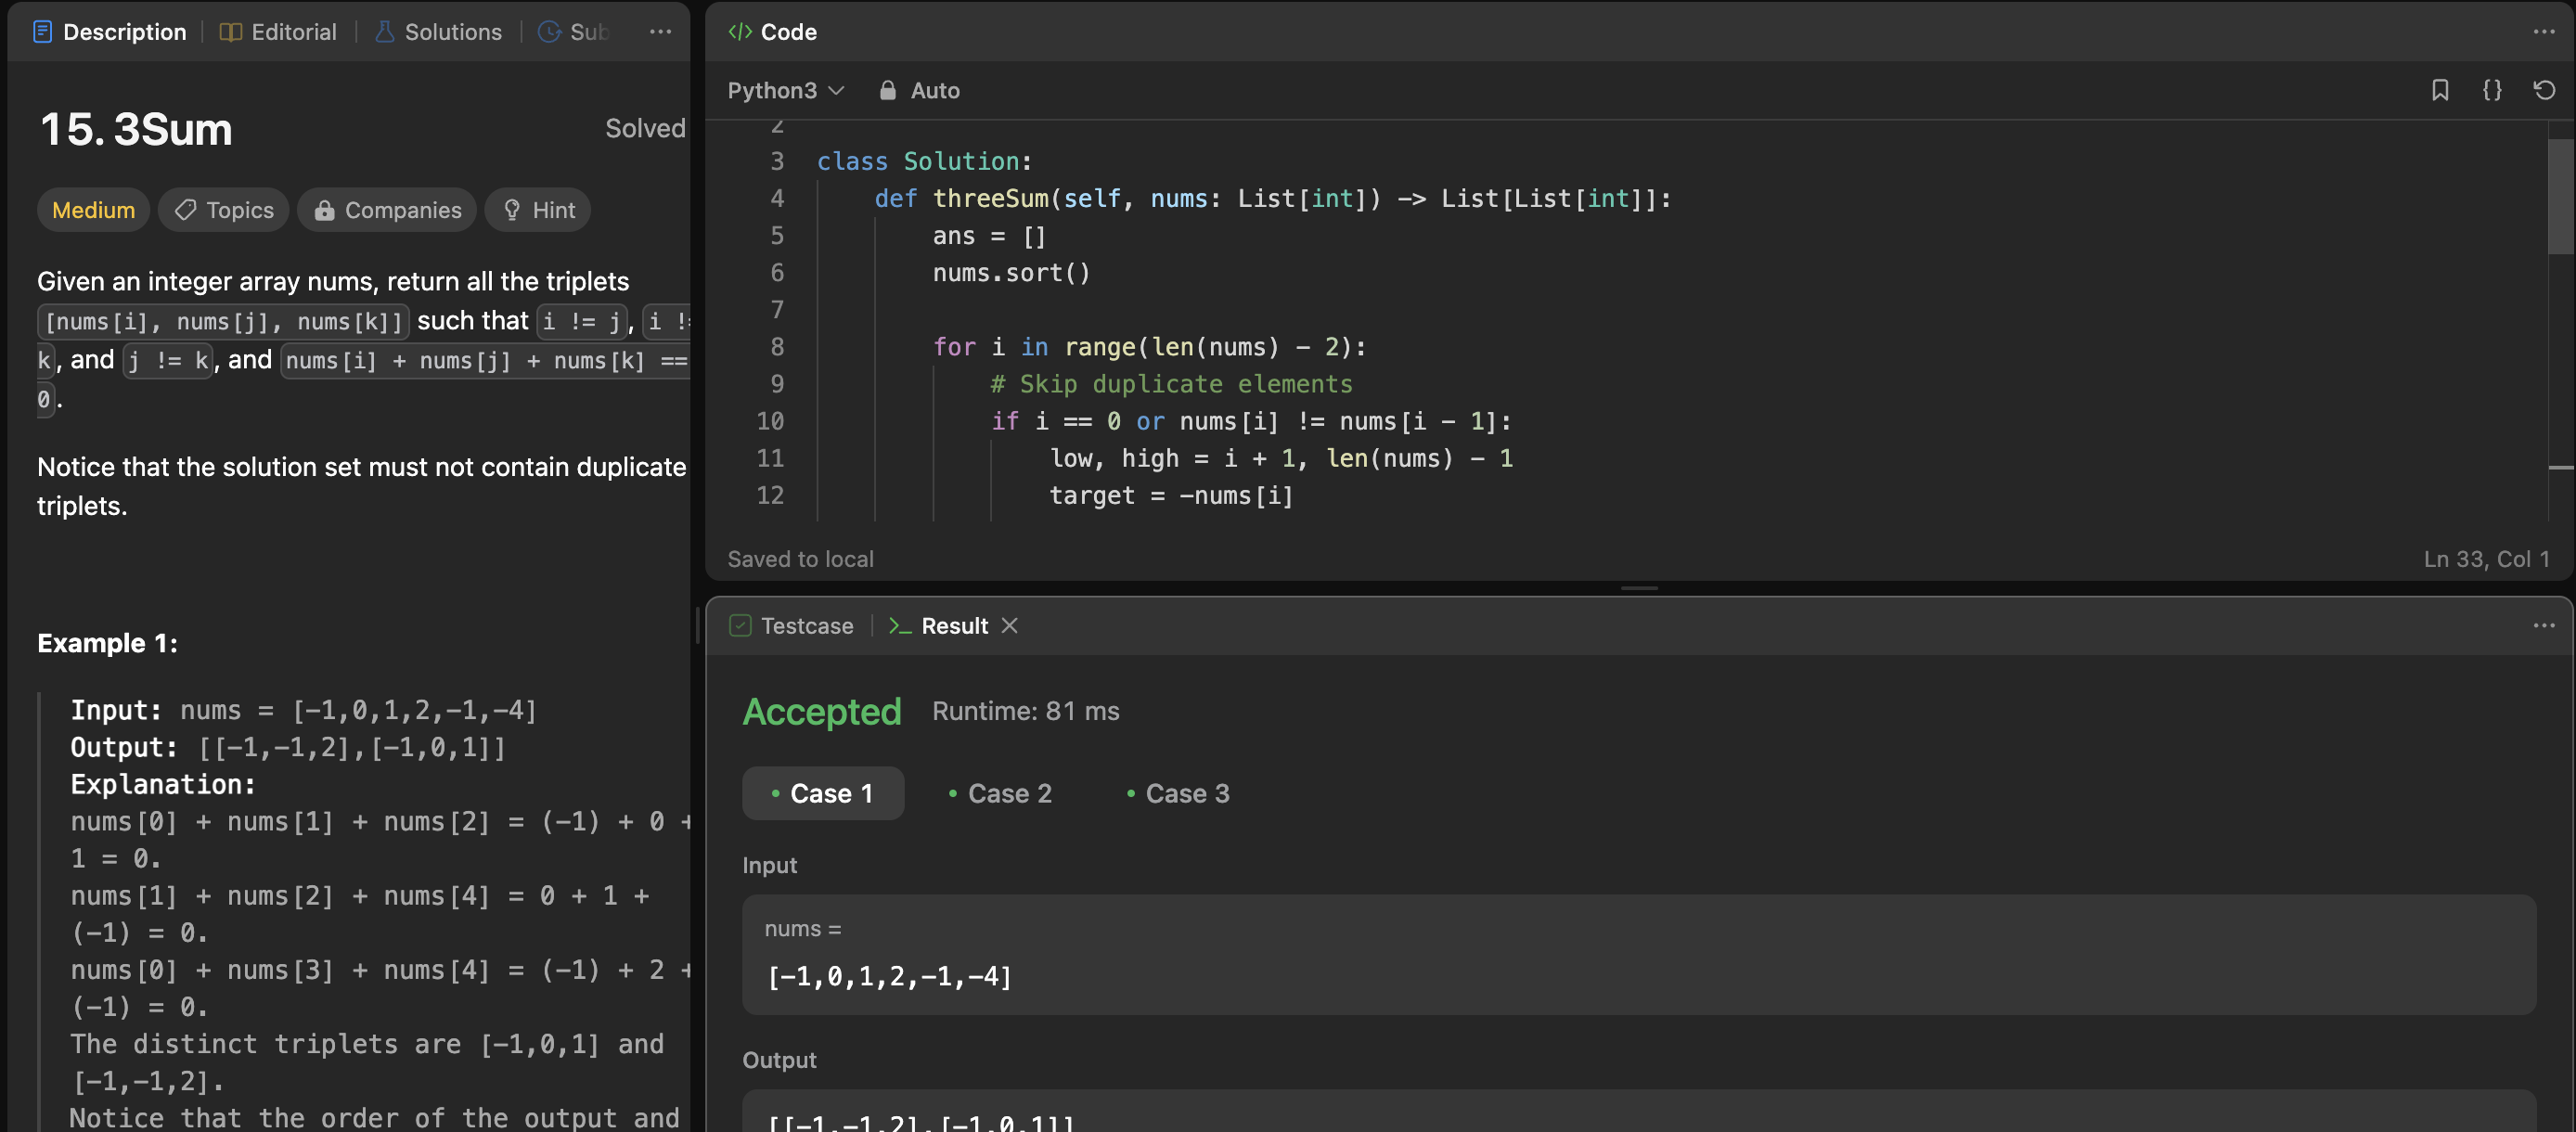 Description Editorial Solutions
15. 3Sum Solved
Medium Topics Companies Hint
Given an integer array nums, return all the triplets
[nums[i], nums[j], nums[k]] such that i != j, i !=
k, and j != k, and nums[i] + nums[j] + nums[k] ==
0.
Notice that the solution set must not contain duplicate
triplets.
Example 1:
Input: nums = [-1,0,1,2,-1,-4]
Output: [[-1,-1,2],[-1,0,1]]
Explanation:
nums[0] + nums[1] + nums[2] = (-1) + 0 +
1 = 0.
nums[1] + nums[2] + nums[4] = 0 + 1 +
(-1) = 0.
nums[0] + nums[3] + nums[4] = (-1) + 2 +
(-1) = 0.
The distinct triplets are [-1,0,1] and
[-1,-1,2].
Notice that the order of the output and
Code
Python3 Auto
2
3 class Solution:
4 def threeSum(self, nums: List[int]) -> List[List[int]]:
5 ans = []
6 nums.sort()
7
8 for i in range(len(nums) - 2):
9 # Skip duplicate elements
10 if i == 0 or nums[i] != nums[i - 1]:
11 low, high = i + 1, len(nums) - 1
12 target = -nums[i]
Saved to local Ln 33, Col 1
Testcase >_ Result
Accepted Runtime: 81 ms
Case 1 Case 2 Case 3
Input
nums =
[-1,0,1,2,-1,-4]
Output
[[-1,-1,2],[-1,0,1]]